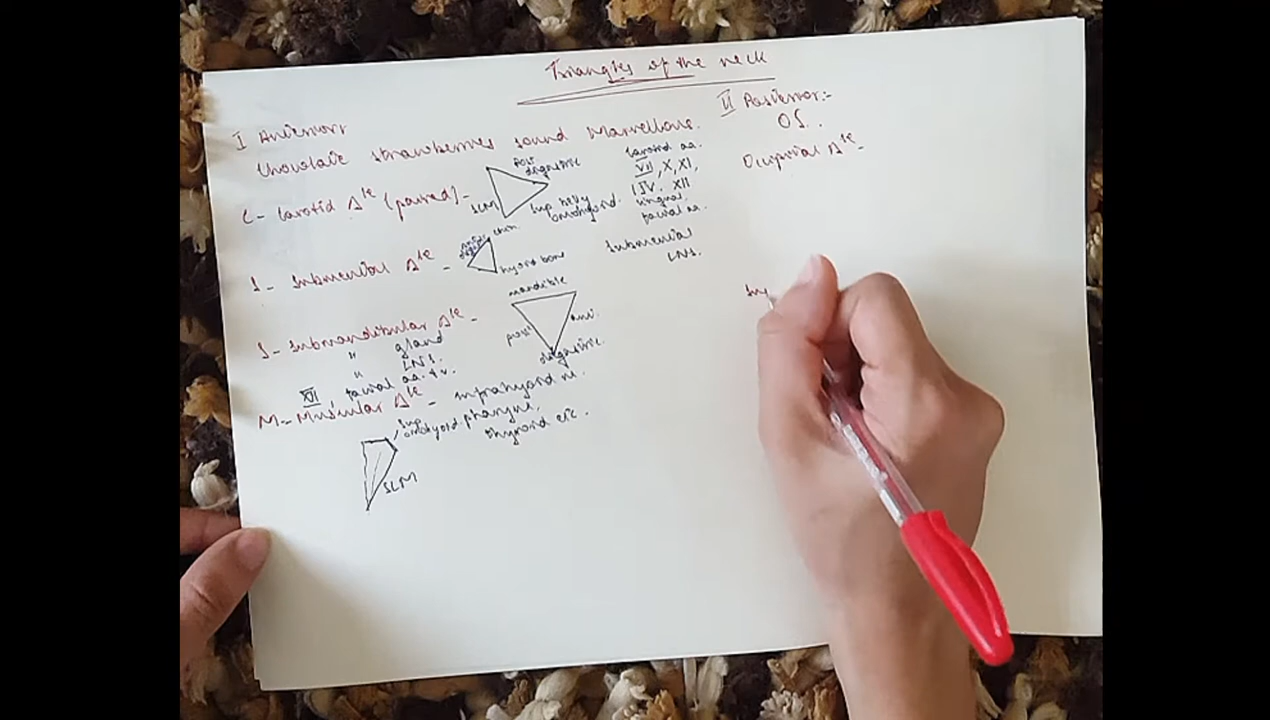 Triangles of the neck
I Anterior
Chocolate strawberries sound Marvellous.
C - Carotid Δle (paired) -
SCM
post digastric
Sup belly omohyoid.
Carotid aa.
VII, X, XI,
IJV. XII
lingual,
facial aa.
S - Submental Δle -
chin
hyoid bone
Submental
LNS.
S - Submandibular Δle -
mandible
ant.
post
digastric.
" gland
" LNS.
XII, facial aa. & v.
M - Muscular Δle - infrahyoid m.
pharynx,
thyroid etc.
Sup
omohyoid
SCM
II Posterior:-
OS.
Occipital Δle -
Sup